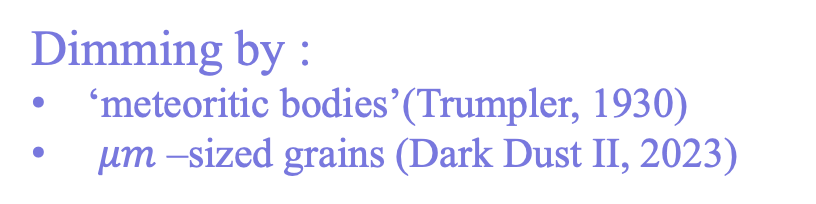 Dimming by :
• ‘meteoritic bodies’(Trumpler, 1930)
• μm –sized grains (Dark Dust II, 2023)